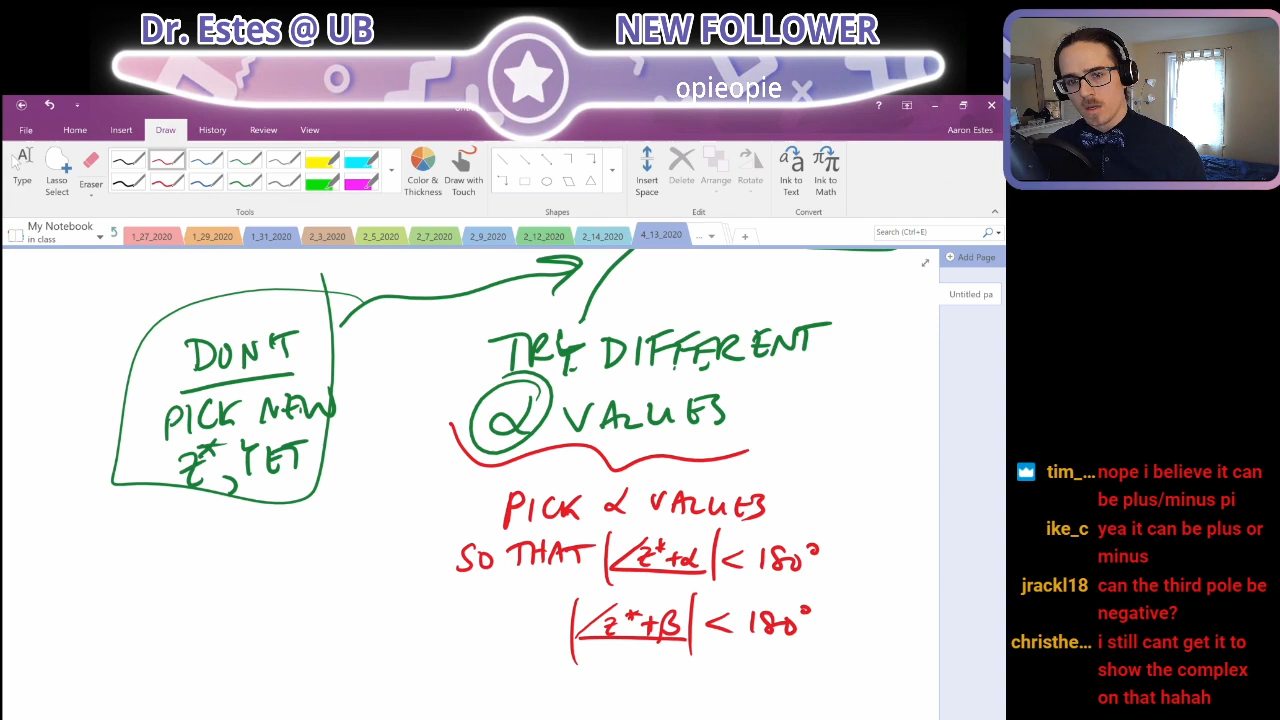 Dr. Estes @ UB
NEW FOLLOWER
opieopie
File
Home
Insert
Draw
History
Review
View
Aaron Estes
Type
Lasso
Select
Eraser
Color &
Thickness
Draw with
Touch
Insert
Space
Delete
Arrange
Rotate
Ink to
Text
Ink to
Math
Tools
Shapes
Edit
Convert
My Notebook
in class
1_27_2020
1_29_2020
1_31_2020
2_3_2020
2_5_2020
2_7_2020
2_9_2020
2_12_2020
2_14_2020
4_13_2020
...
Search (Ctrl+E)
Add Page
Untitled pa
DON'T
PICK NEW
z*, YET
TRY DIFFERENT
α VALUES
PICK α VALUES
SO THAT |∠z*+α| < 180°
|∠z*+β| < 180°
tim_... nope i believe it can
be plus/minus pi
ike_c yea it can be plus or
minus
jrackl18 can the third pole be
negative?
christhe... i still cant get it to
show the complex
on that hahah